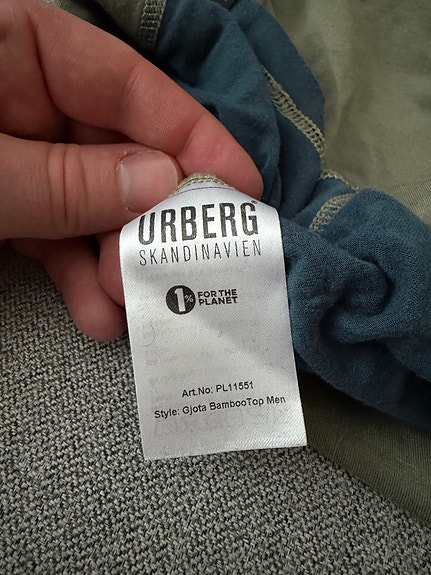 URBERG
SKANDINAVIEN
1% FOR THE
PLANET
Art.No: PL11551
Style: Gjota BambooTop Men